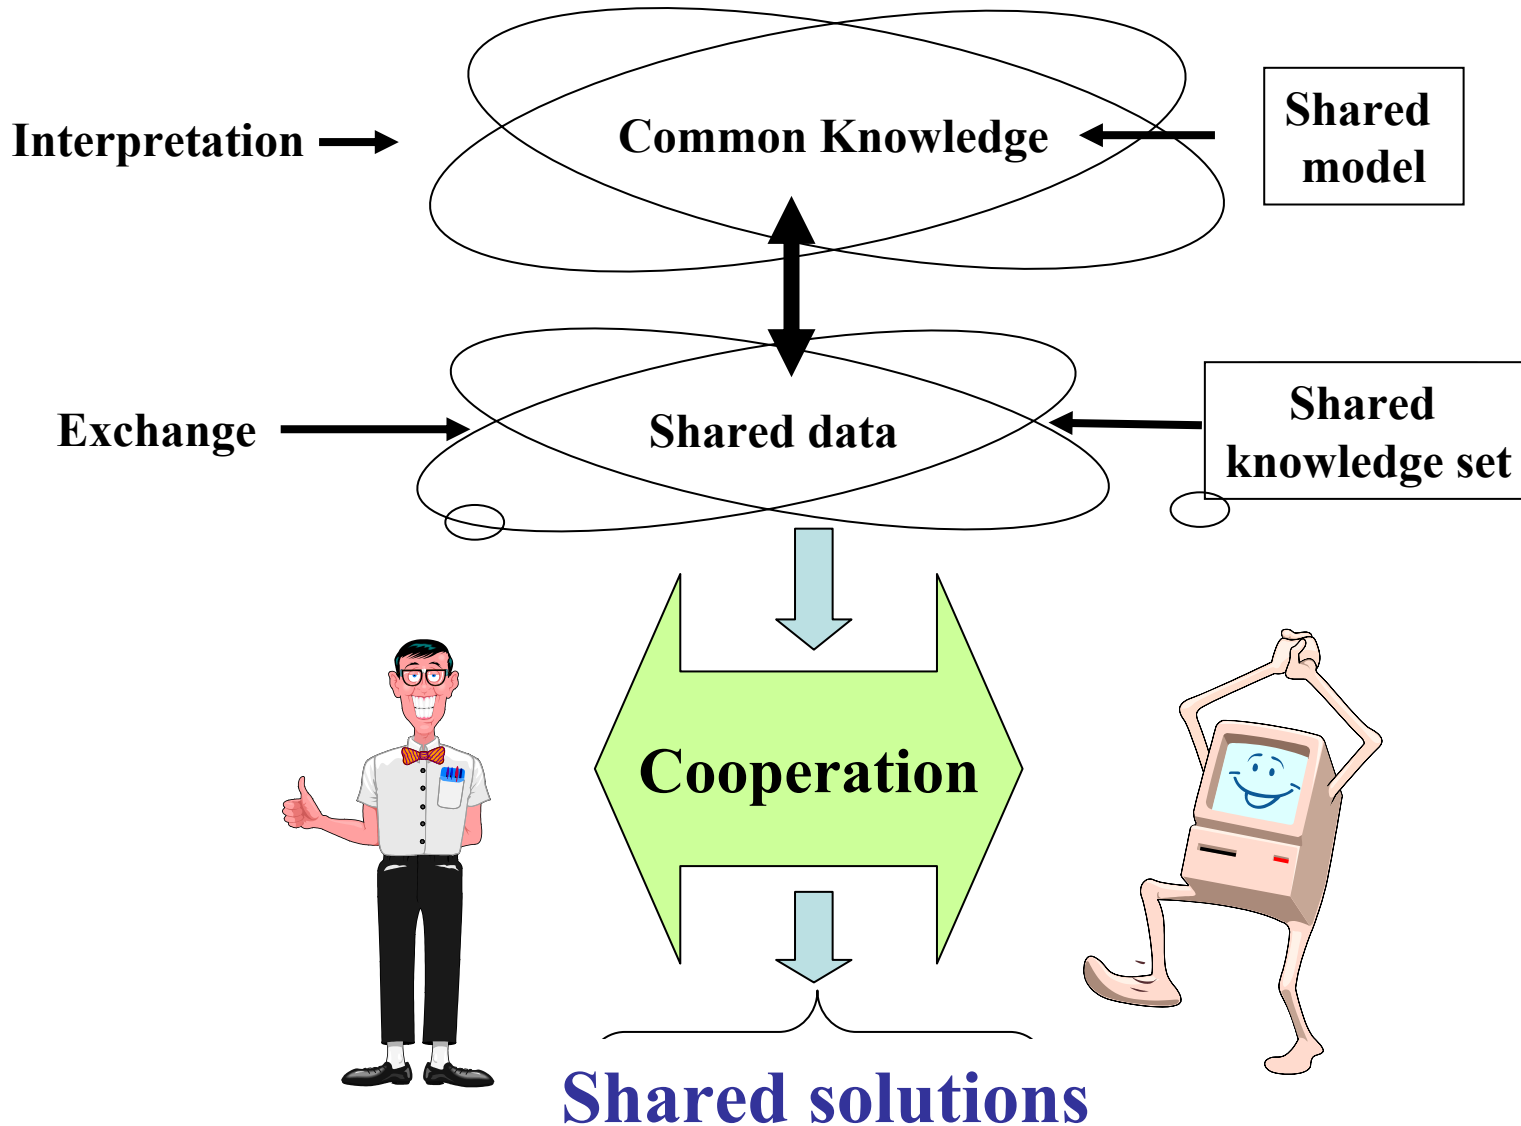 Interpretation
Common Knowledge
Shared
model
Exchange
Shared data
Shared
knowledge set
Cooperation
Shared solutions